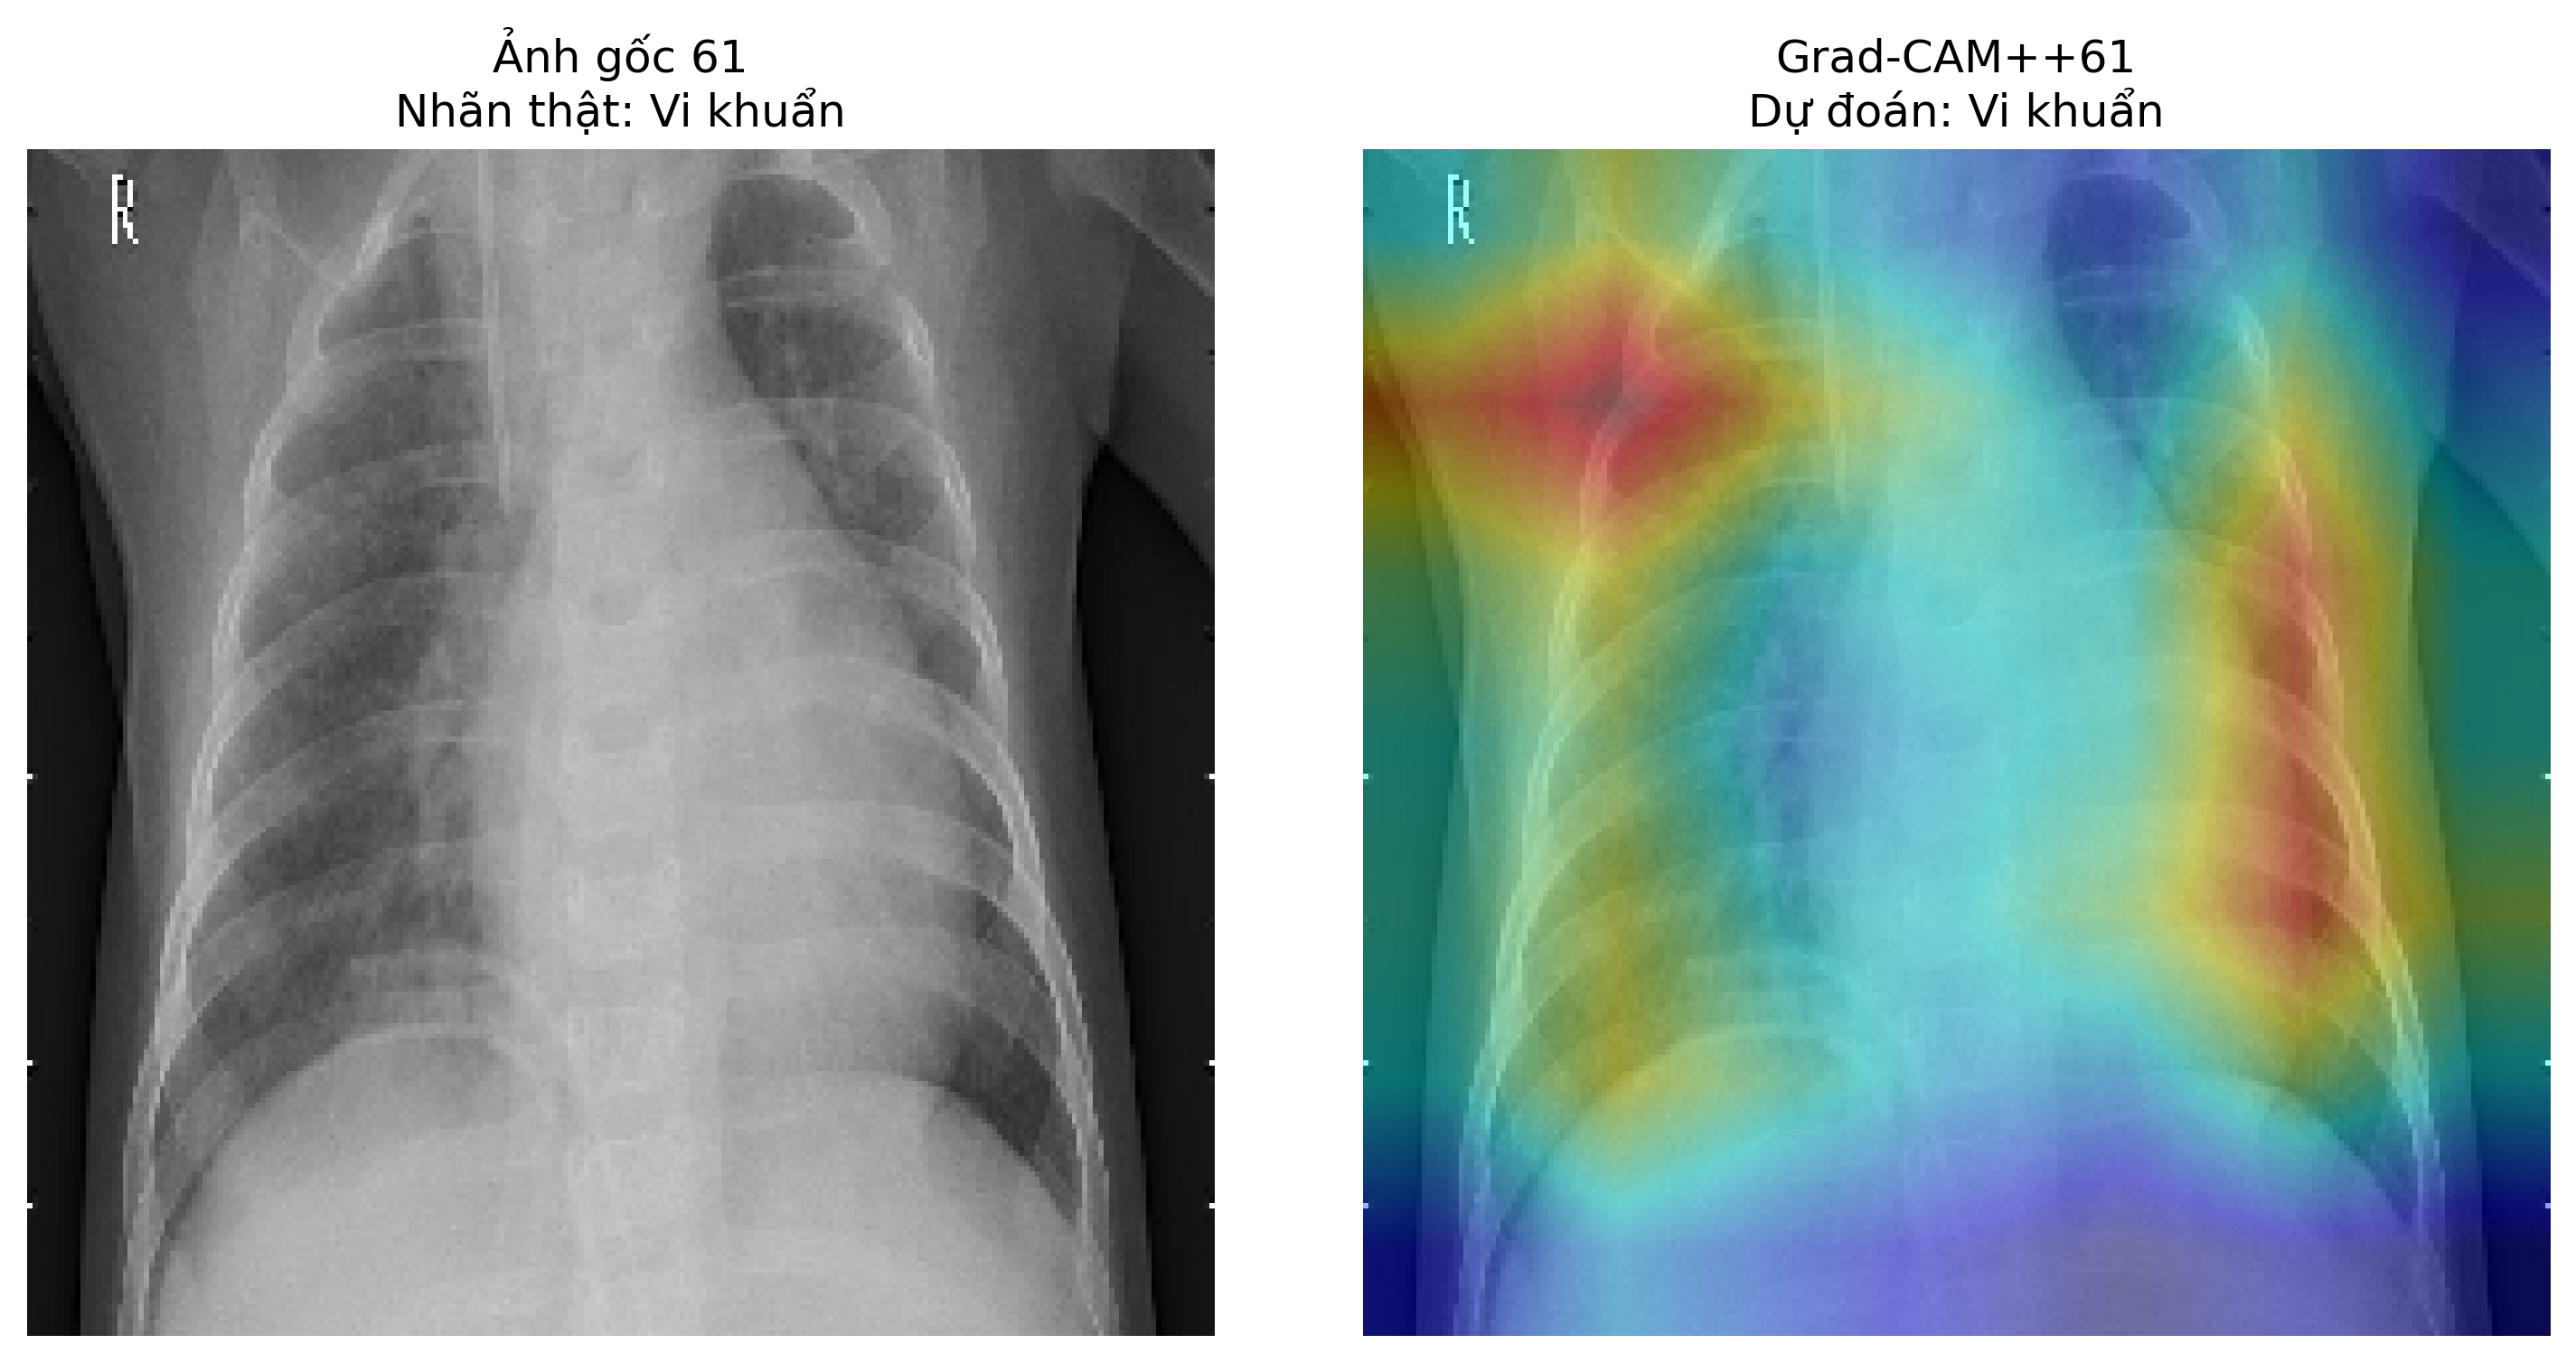 Ảnh gốc 61
Nhãn thật: Vi khuẩn
Grad-CAM++61
Dự đoán: Vi khuẩn
R
R